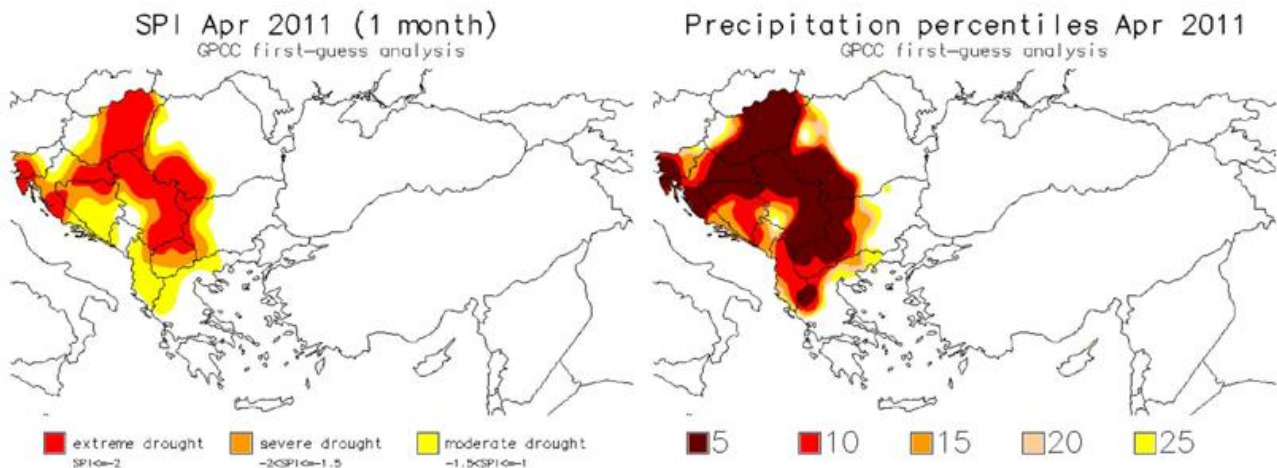 SPI Apr 2011 (1 month)
GPCC first-guess analysis
extreme drought
SPI<=-2
severe drought
-2<SPI<=-1.5
moderate drought
-1.5<SPI<=-1
Precipitation percentiles Apr 2011
GPCC first-guess analysis
5
10
15
20
25